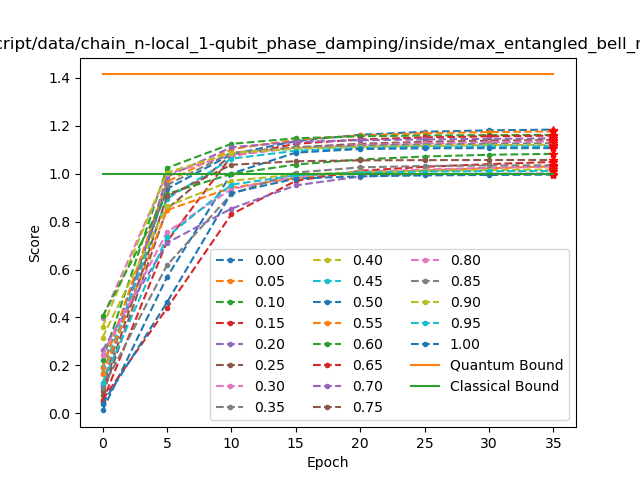 cript/data/chain_n-local_1-qubit_phase_damping/inside/max_entangled_bell_r
1.4
1.2
1.0
0.8
0.6
0.4
0.2
0.0
Score
0 5 10 15 20 25 30 35
Epoch
0.00 0.40 0.80
0.05 0.45 0.85
0.10 0.50 0.90
0.15 0.55 0.95
0.20 0.60 1.00
0.25 0.65 Quantum Bound
0.30 0.70 Classical Bound
0.35 0.75